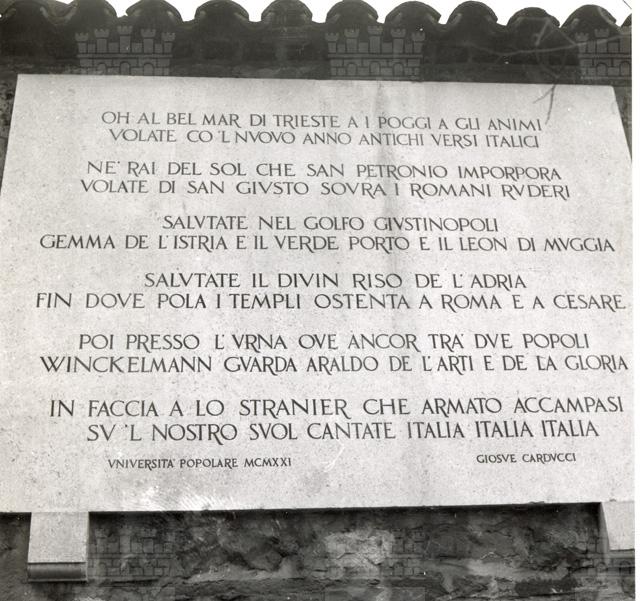 OH AL BEL MAR DI TRIESTE A I POGGI A GLI ANIMI
VOLATE CO 'L NVOVO ANNO ANTICHI VERSI ITALICI
NE' RAI DEL SOL CHE SAN PETRONIO IMPORPORA
VOLATE DI SAN GIVSTO SOVRA I ROMANI RVDERI
SALVTATE NEL GOLFO GIVSTINOPOLI
GEMMA DE L'ISTRIA E IL VERDE PORTO E IL LEON DI MVGGIA
SALVTATE IL DIVIN RISO DE L'ADRIA
FIN DOVE POLA I TEMPLI OSTENTA A ROMA E A CESARE
POI PRESSO L'VRNA OVE ANCOR TRA' DVE POPOLI
WINCKELMANN GVARDA ARALDO DE L'ARTI E DE LA GLORIA
IN FACCIA A LO STRANIER CHE ARMATO ACCAMPASI
SV 'L NOSTRO SVOL CANTATE ITALIA ITALIA ITALIA
VNIVERSITA' POPOLARE MCMXXI
GIOSVE CARDVCCI